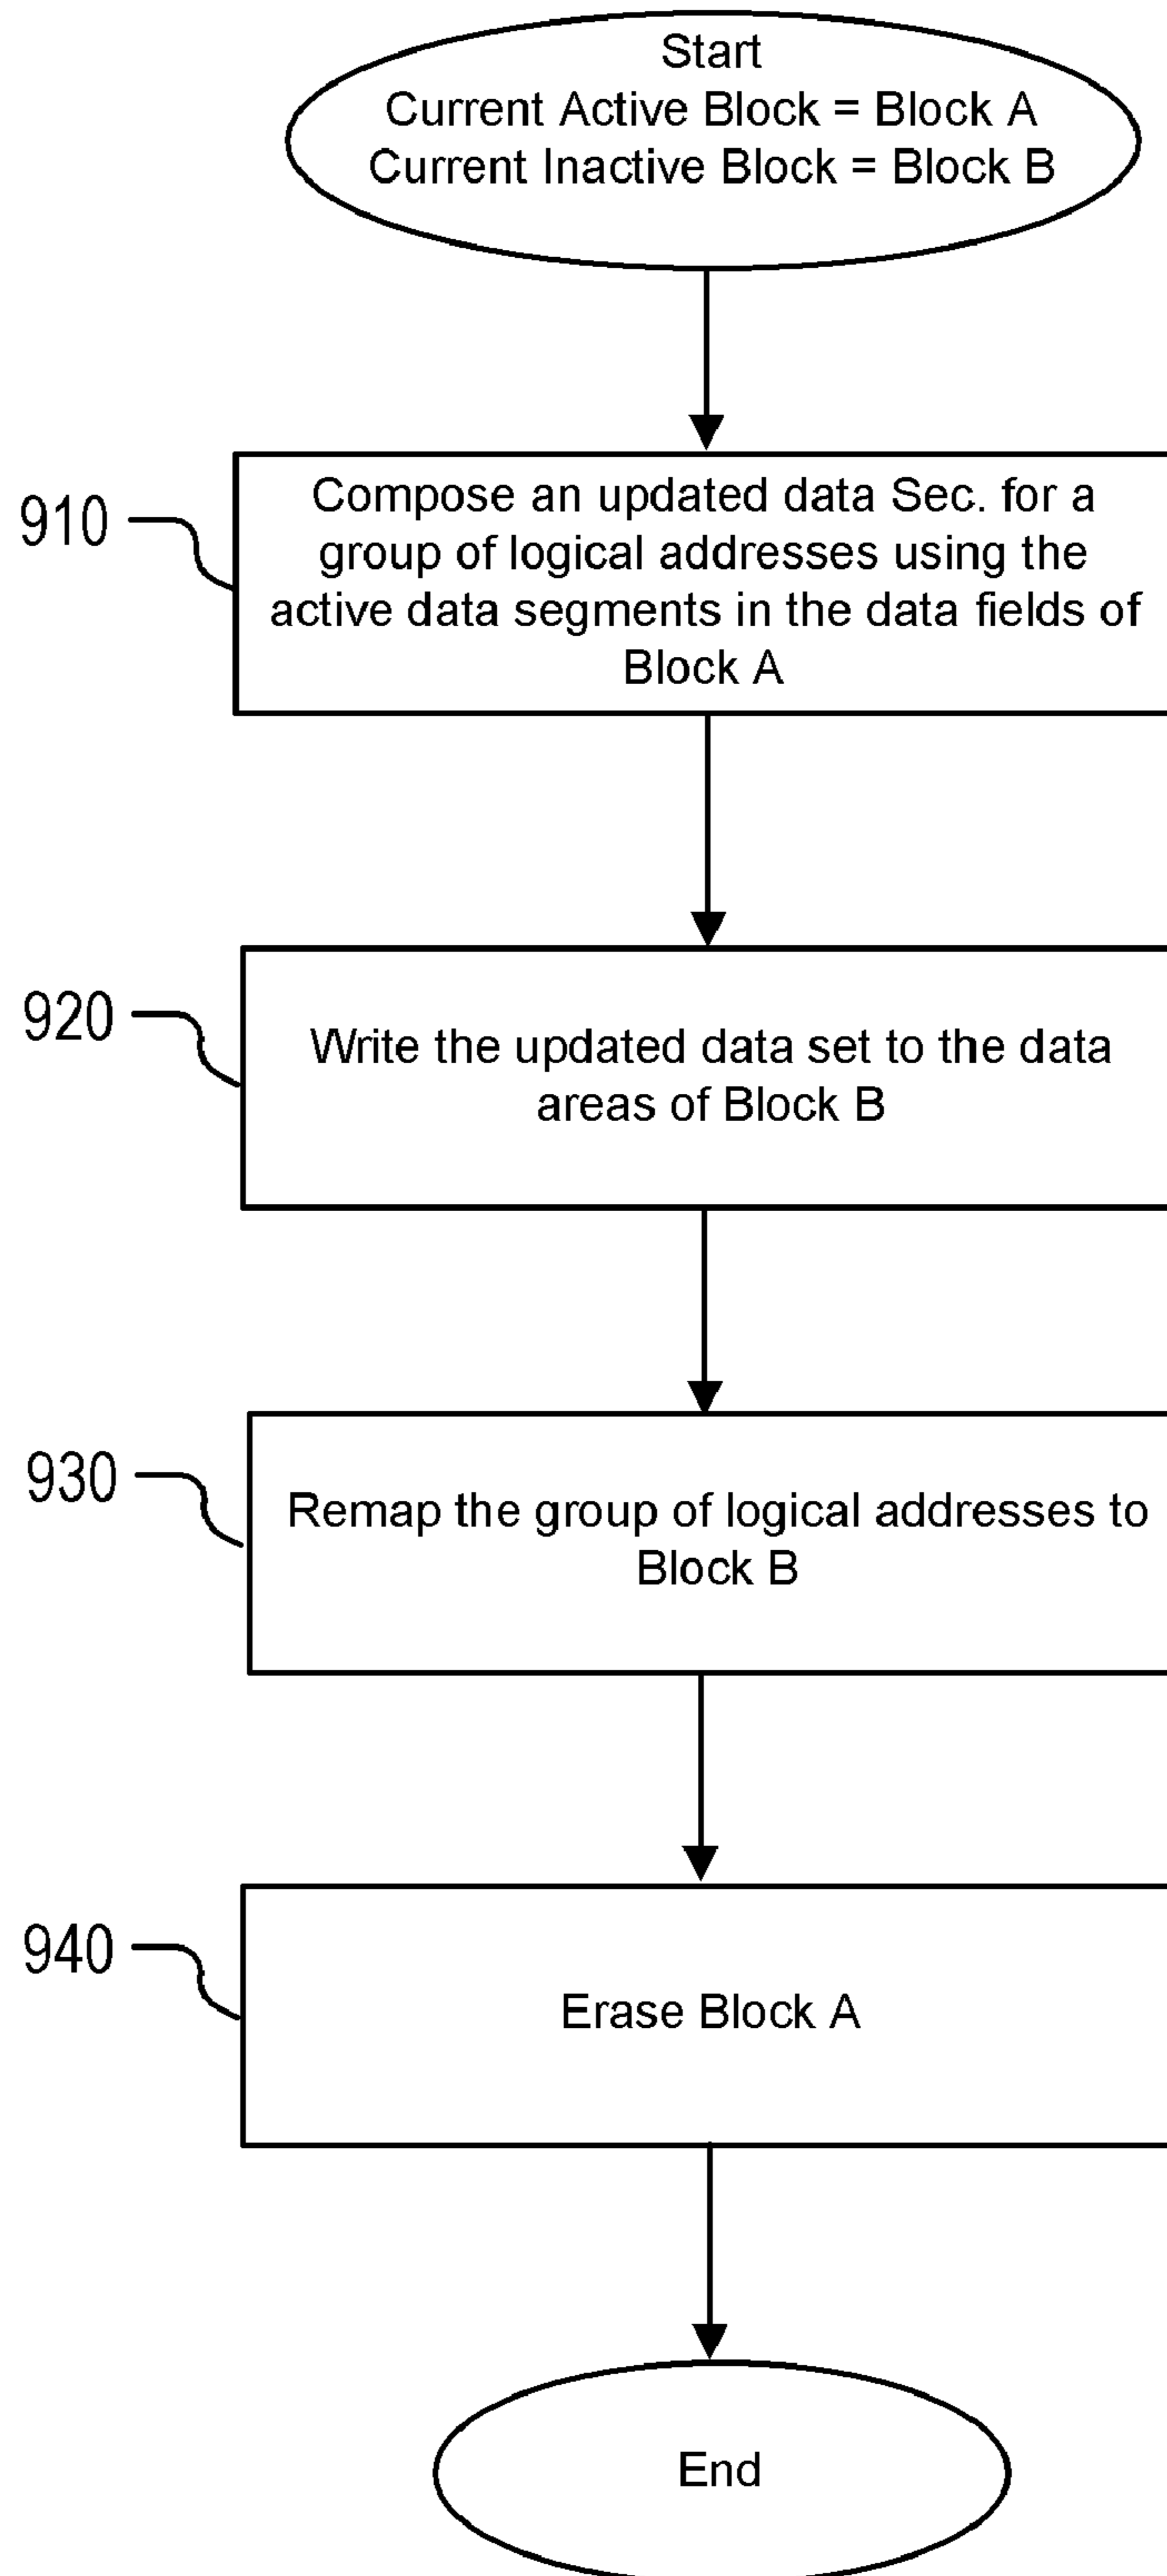 Start
Current Active Block = Block A
Current Inactive Block = Block B
910
Compose an updated data Sec. for a
group of logical addresses using the
active data segments in the data fields of
Block A
920
Write the updated data set to the data
areas of Block B
930
Remap the group of logical addresses to
Block B
940
Erase Block A
End